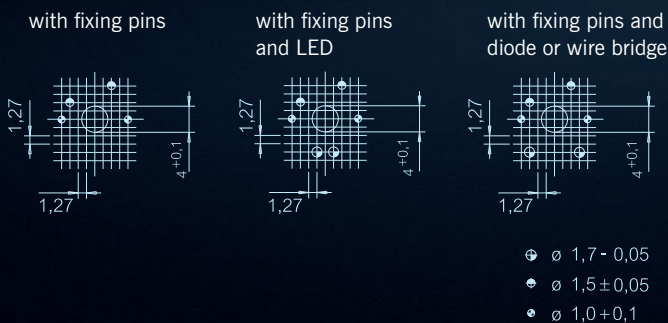 with fixing pins
with fixing pins
and LED
with fixing pins and
diode or wire bridge
1,27
4+0,1
1,27
1,27
4+0,1
1,27
1,27
4+0,1
1,27
ø 1,7 - 0,05
ø 1,5±0,05
ø 1,0+0,1